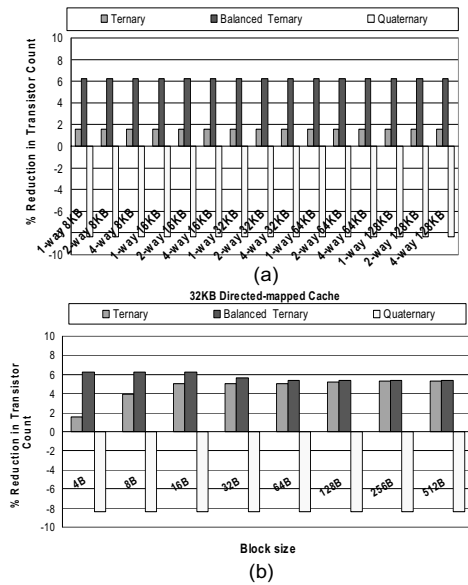 Ternary Balanced Ternary Quaternary
% Reduction in Transistor Count
10
8
6
4
2
0
-2
-4
-6
-8
-10
1-way 8KB
2-way 8KB
4-way 8KB
1-way 16KB
2-way 16KB
4-way 16KB
1-way 32KB
2-way 32KB
4-way 32KB
1-way 64KB
2-way 64KB
4-way 64KB
1-way 128KB
2-way 128KB
4-way 128KB
(a)
32KB Directed-mapped Cache
Ternary Balanced Ternary Quaternary
% Reduction in Transistor
Count
10
8
6
4
2
0
-2
-4
-6
-8
-10
4B
8B
16B
32B
64B
128B
256B
512B
Block size
(b)